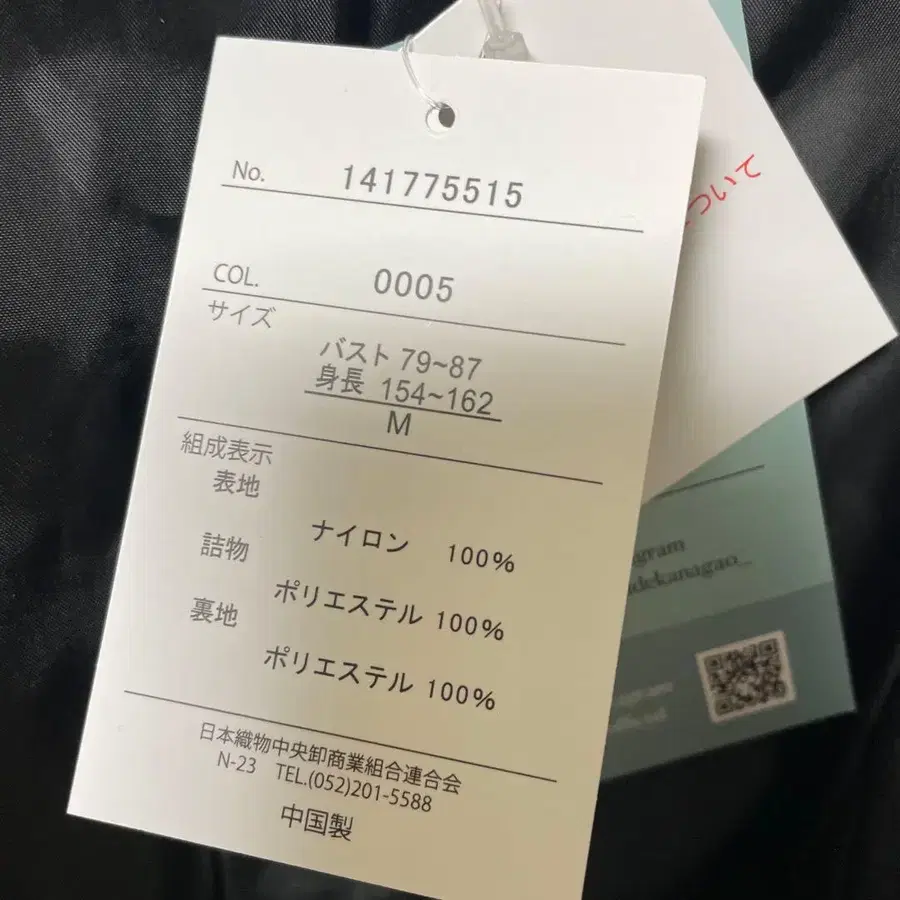 No. 141775515
COL. 0005
サイズ
バスト 79~87
身長 154~162
M
組成表示
表地
ナイロン 100%
詰物
ポリエステル 100%
裏地
ポリエステル 100%
日本織物中央卸商業組合連合会
N-23 TEL.(052)201-5588
中国製
ついて